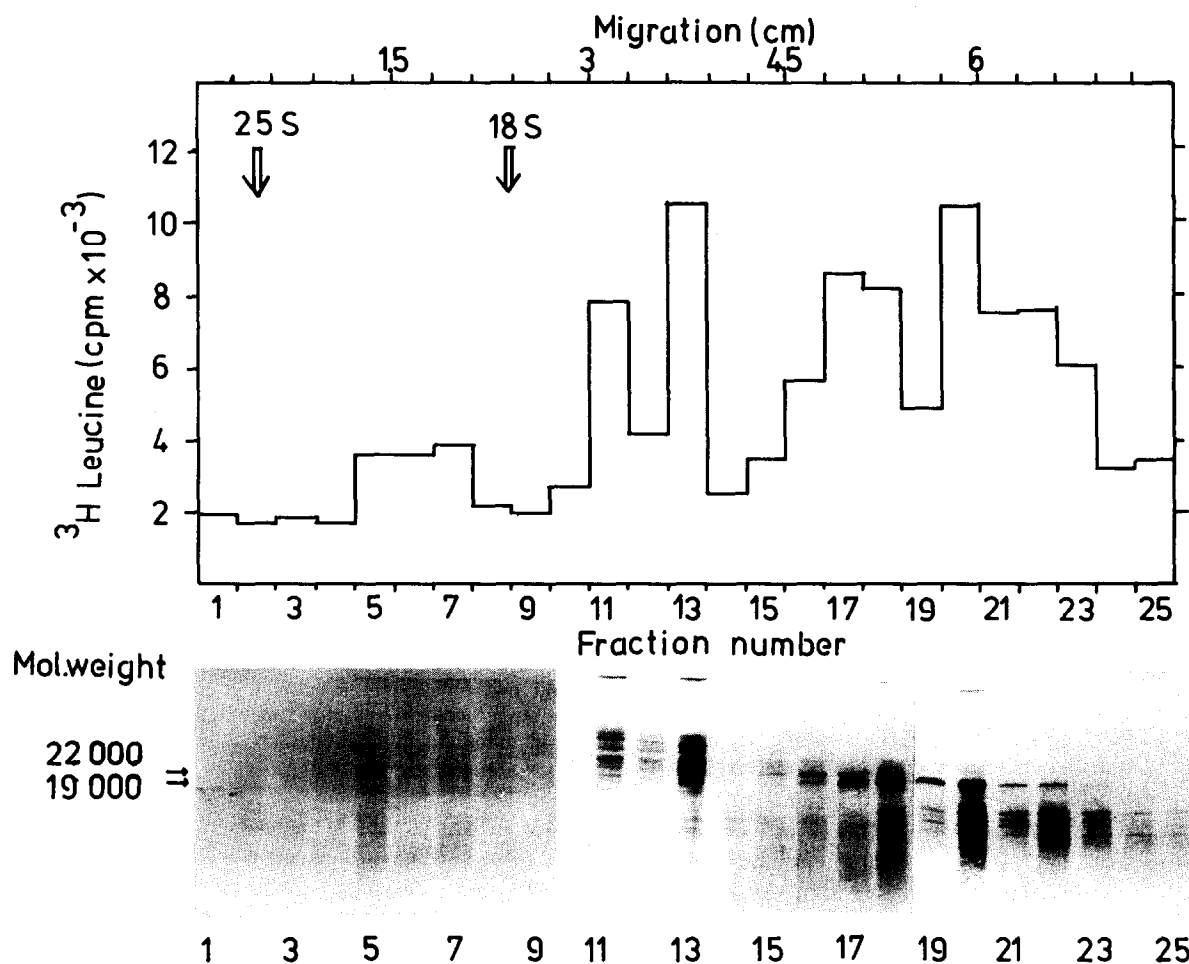 Migration (cm)
1,5 3 4,5 6
25 S 18 S
12
10
8
6
4
2
³H Leucine (cpm x10⁻³)
1 3 5 7 9 11 13 15 17 19 21 23 25
Fraction number
Mol.weight
22 000
19 000
1 3 5 7 9 11 13 15 17 19 21 23 25